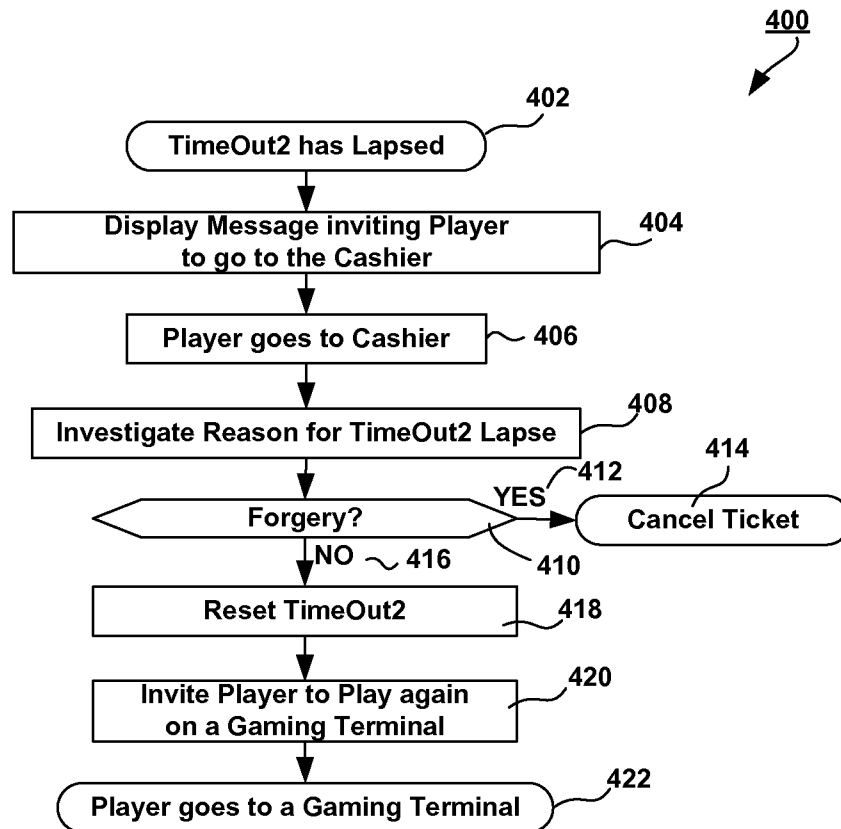 400
402
TimeOut2 has Lapsed
Display Message inviting Player
to go to the Cashier
404
Player goes to Cashier
406
Investigate Reason for TimeOut2 Lapse
408
412
414
YES
Forgery?
Cancel Ticket
410
NO
416
Reset TimeOut2
418
Invite Player to Play again
on a Gaming Terminal
420
Player goes to a Gaming Terminal
422